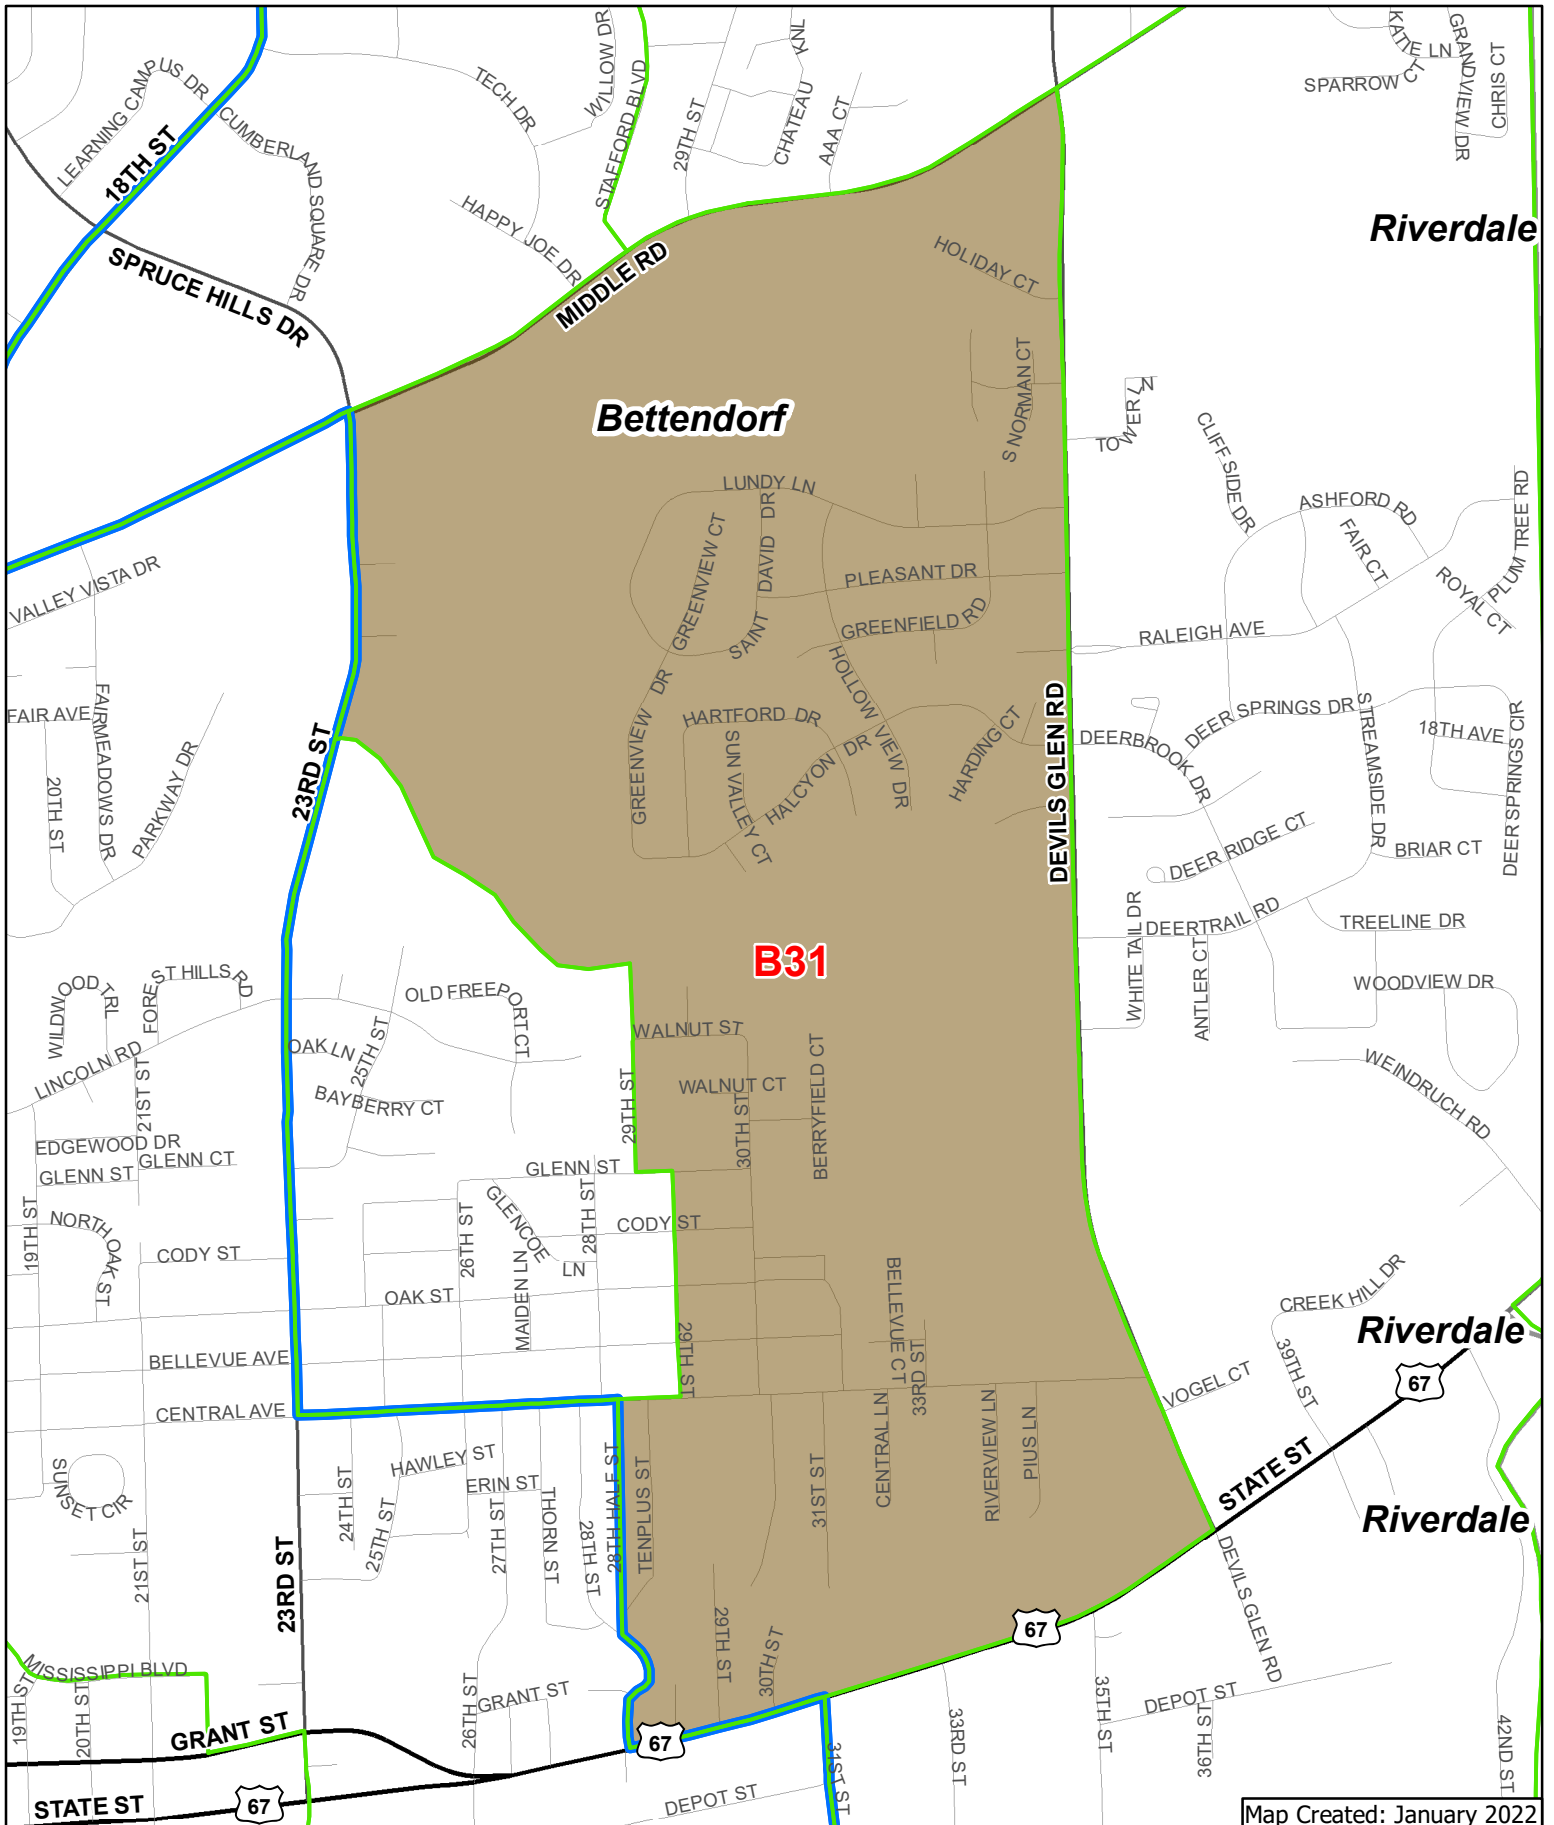 LEARNING CAMPUS DR
18TH ST
CUMBERLAND SQUARE DR
TECH DR
WILLOW DR
STAFFORD BLVD
29TH ST
CHATEAU KNL
AAA CT
KATIE LN
GRANDVIEW DR
SPARROW CT
CHRIS CT
Riverdale
SPRUCE HILLS DR
HAPPY JOE DR
MIDDLE RD
HOLIDAY CT
S NORMAN CT
Bettendorf
TOWER LN
CLIFFSIDE DR
ASHFORD RD
FAIR CT
PLUM TREE RD
ROYAL CT
LUNDY LN
GREENVIEW CT
SAINT DAVID DR
PLEASANT DR
GREENFIELD RD
RALEIGH AVE
VALLEY VISTA DR
FAIR AVE
FAIRMEADOWS DR
20TH ST
PARKWAY DR
23RD ST
GREENVIEW DR
HARTFORD DR
SUN VALLEY CT
HALCYON DR
HOLLOW VIEW DR
HARDING CT
DEVILS GLEN RD
DEERBROOK DR
DEER SPRINGS DR
STREAMSIDE DR
18TH AVE
DEER SPRINGS CIR
DEER RIDGE CT
BRIAR CT
WHITE TAIL DR
DEERTRAIL RD
ANTLER CT
TREELINE DR
WOODVIEW DR
B31
WILDWOOD TRL
FOREST HILLS RD
LINCOLN RD
21ST ST
OLD FREEPORT CT
OAK LN
25TH ST
BAYBERRY CT
WALNUT ST
WALNUT CT
29TH ST
30TH ST
BERRYFIELD CT
WEINDRUCH RD
EDGEWOOD DR
GLENN ST
GLENN CT
GLENN ST
19TH ST
NORTH OAK ST
CODY ST
26TH ST
GLENCOE LN
28TH ST
CODY ST
OAK ST
MAIDEN LN
BELLEVUE CT
33RD ST
CREEK HILL DR
39TH ST
Riverdale
67
BELLEVUE AVE
29TH ST
VOGEL CT
CENTRAL AVE
SUNSET CIR
24TH ST
HAWLEY ST
25TH ST
ERIN ST
27TH ST
THORN ST
28TH ST
28TH HALF ST
TENPLUS ST
31ST ST
CENTRAL LN
RIVERVIEW LN
PIUS LN
STATE ST
Riverdale
21ST ST
23RD ST
DEVILS GLEN RD
29TH ST
30TH ST
67
MISSISSIPPI BLVD
19TH ST
20TH ST
GRANT ST
26TH ST
GRANT ST
67
33RD ST
35TH ST
DEPOT ST
36TH ST
42ND ST
STATE ST
67
DEPOT ST
31ST ST
Map Created: January 2022